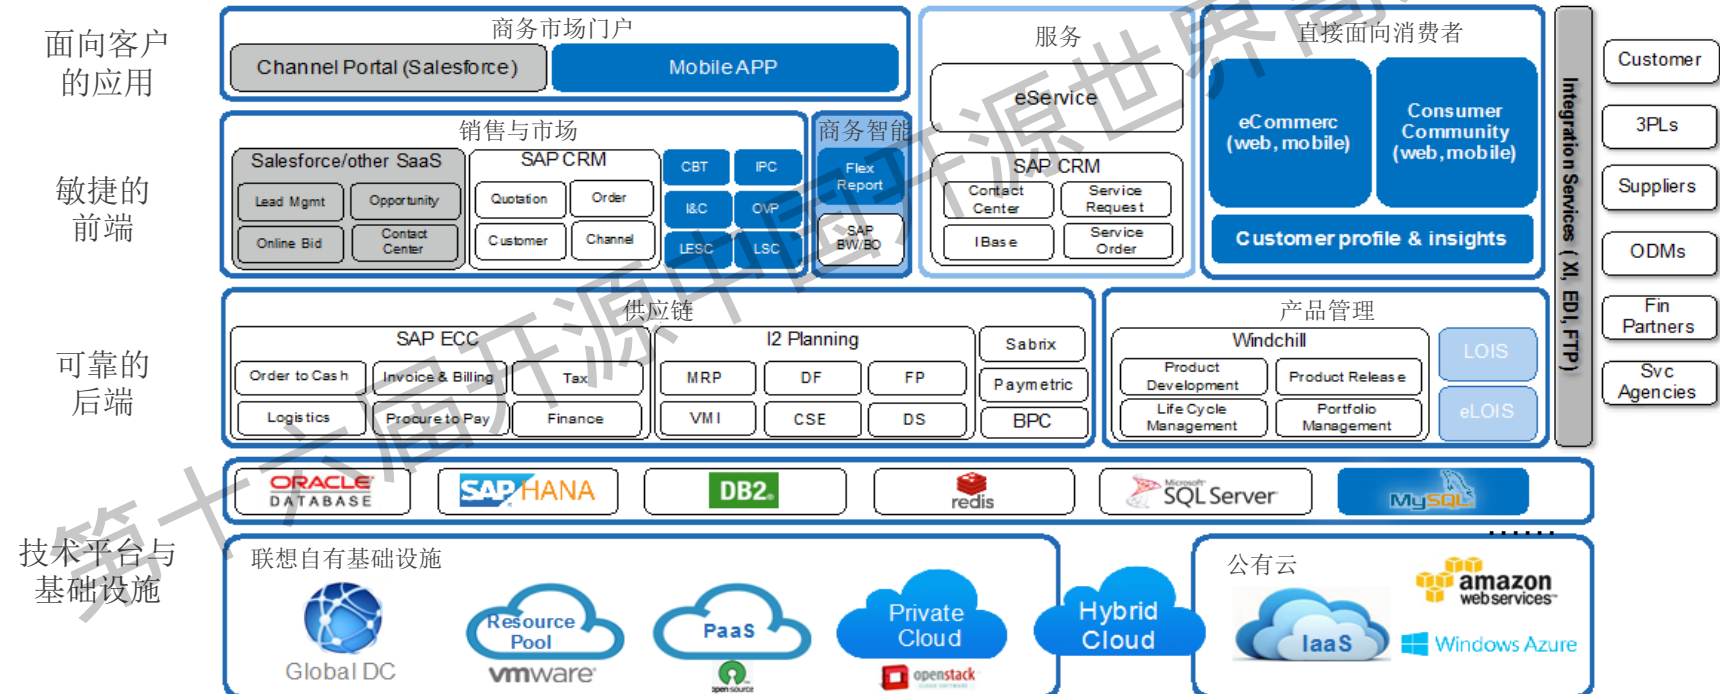 面向客户
的应用
商务市场门户
Channel Portal (Salesforce)
Mobile APP
服务
eService
直接面向消费者
eCommerc
(web, mobile)
Consumer
Community
(web, mobile)
Customer profile & insights
敏捷的
前端
销售与市场
Salesforce/other SaaS
Lead Mgmt
Opportunity
Online Bid
Contact
Center
SAP CRM
Quotation
Order
Customer
Channel
CBT
IPC
I&C
OVP
LESC
LSC
商务智能
Flex
Report
SAP
BW/BO
SAP CRM
Contact
Center
Service
Request
IBase
Service
Order
可靠的
后端
供应链
SAP ECC
Order to Cash
Invoice & Billing
Tax
Logistics
Procure to Pay
Finance
I2 Planning
MRP
DF
FP
VMI
CSE
DS
Sabrix
Paymetric
BPC
产品管理
Windchill
Product
Development
Product Release
Life Cycle
Management
Portfolio
Management
LOIS
eLOIS
Integration Services ( XI, EDI, FTP)
Customer
3PLs
Suppliers
ODMs
Fin
Partners
Svc
Agencies
技术平台与
基础设施
ORACLE
DATABASE
SAP HANA
DB2.
redis
Microsoft
SQL Server
MySQL
......
联想自有基础设施
Global DC
Resource
Pool
vmware
PaaS
open source
Private
Cloud
openstack
CLOUD SOFTWARE
Hybrid
Cloud
公有云
IaaS
amazon
webservices
Windows Azure
第十六届开源中国开源世界高